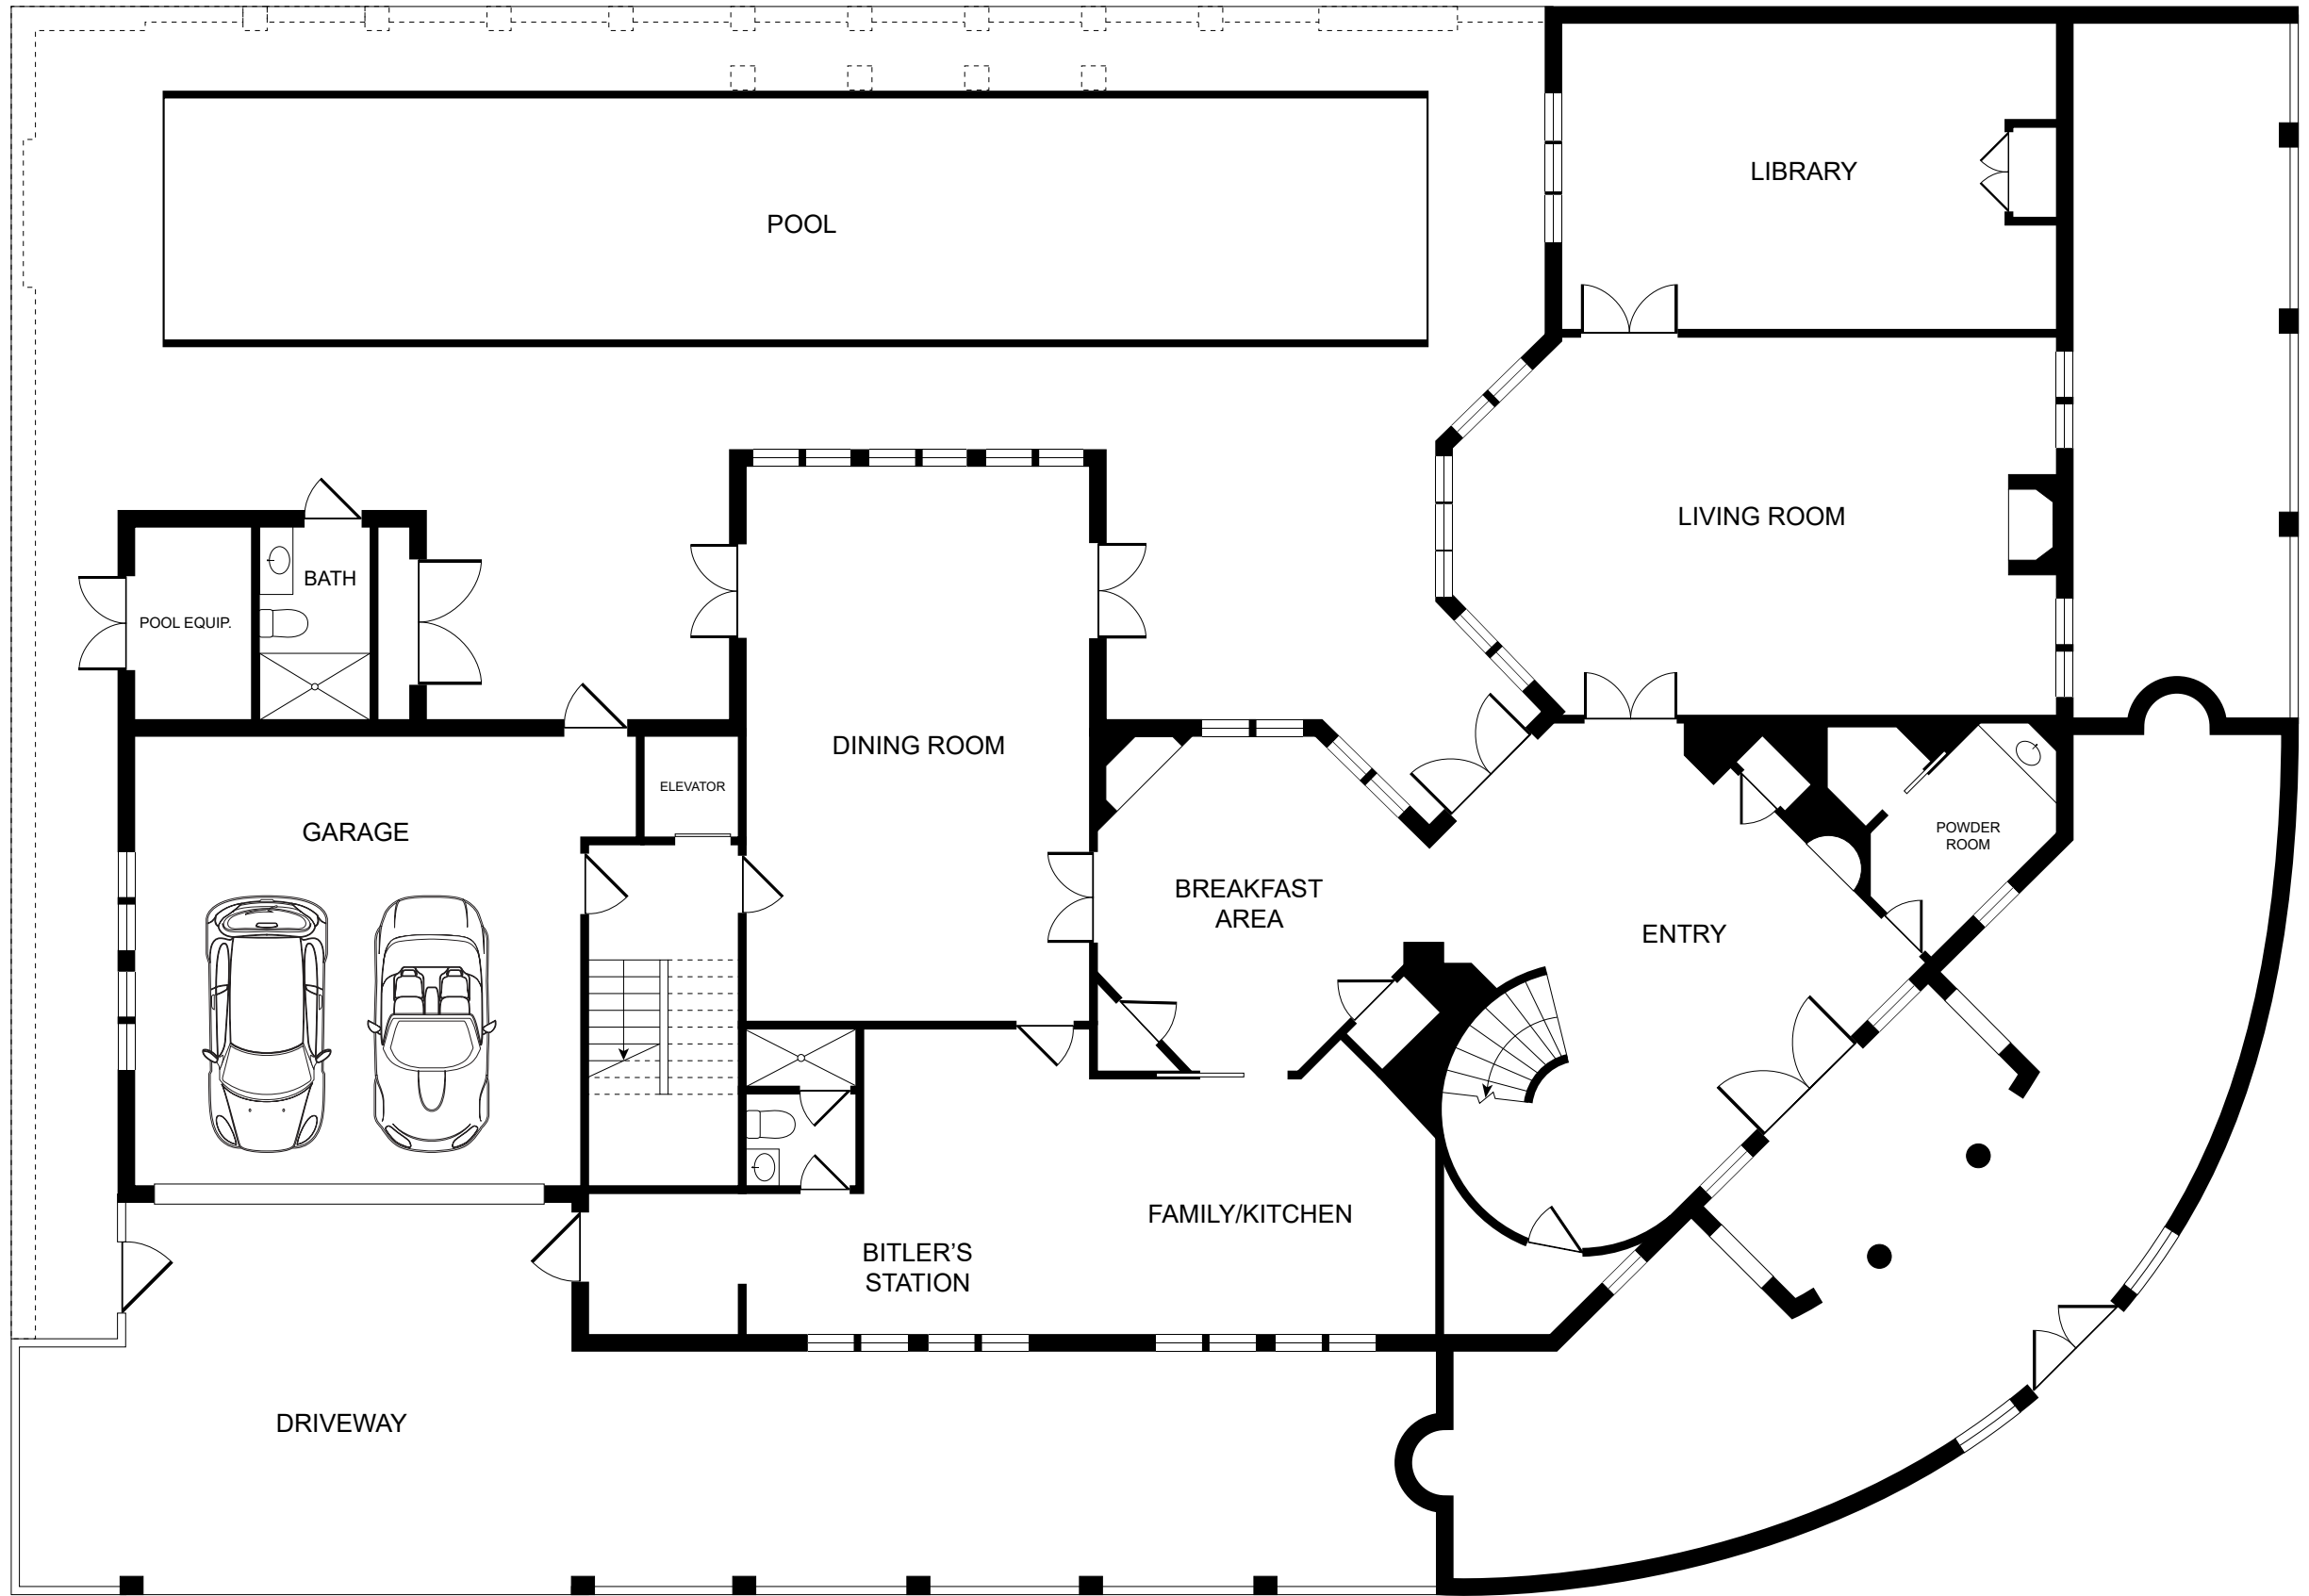 LIBRARY
POOL
LIVING ROOM
BATH
POOL EQUIP.
DINING ROOM
ELEVATOR
GARAGE
POWDER
ROOM
BREAKFAST
AREA
ENTRY
FAMILY/KITCHEN
BITLER'S
STATION
DRIVEWAY